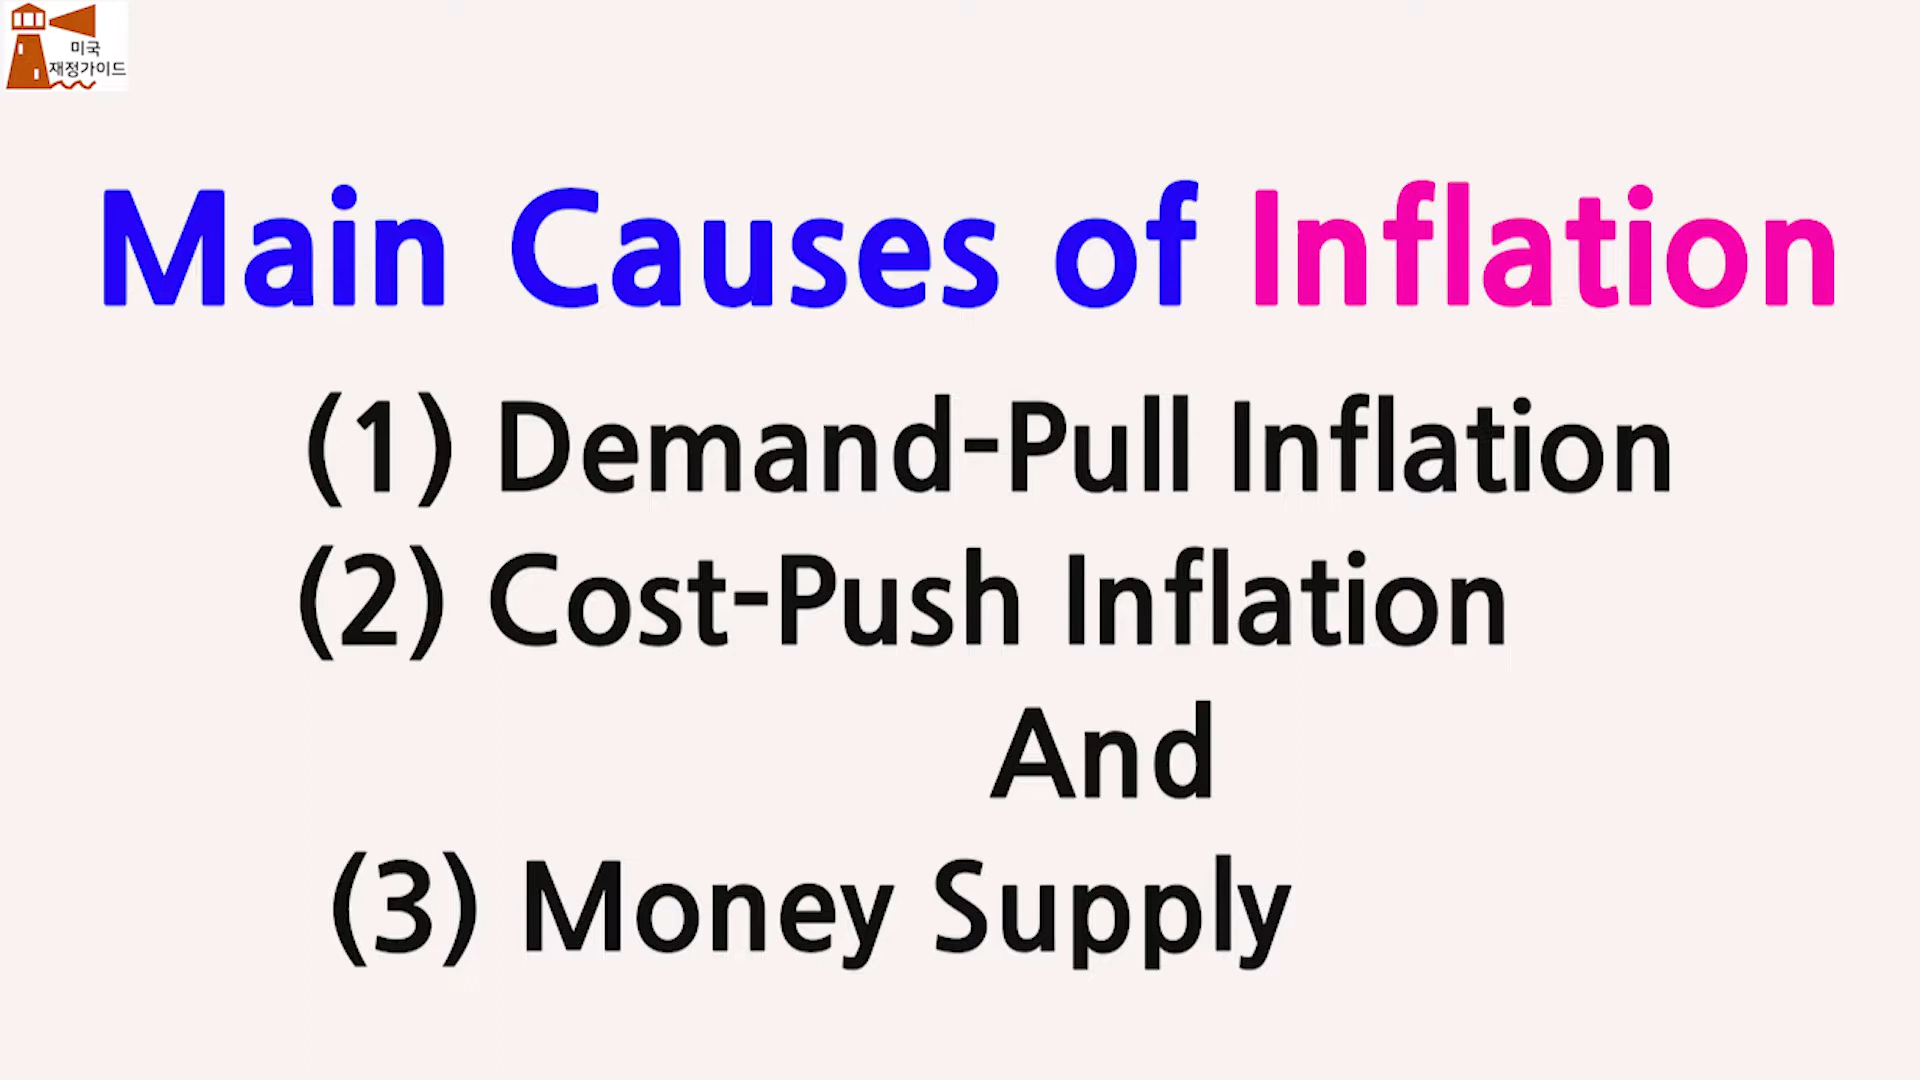 미국
재정가이드
Main Causes of Inflation
(1) Demand-Pull Inflation
(2) Cost-Push Inflation
And
(3) Money Supply